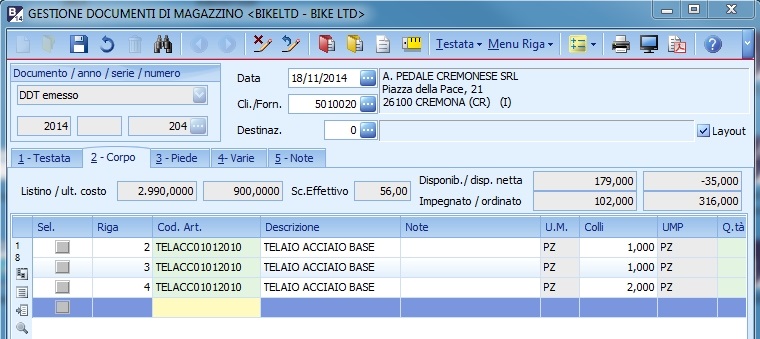 B 14 GESTIONE DOCUMENTI DI MAGAZZINO <BIKELTD - BIKE LTD>
Testata Menu Riga
Documento / anno / serie / numero
DDT emesso
2014 204
Data 18/11/2014
Cli./Forn. 5010020
Destinaz. 0
A. PEDALE CREMONESE SRL
Piazza della Pace, 21
26100 CREMONA (CR) (I)
Layout
1 - Testata 2 - Corpo 3 - Piede 4- Varie 5 - Note
Listino / ult. costo 2.990,0000 900,0000 Sc.Effettivo 56,00
Disponib./ disp. netta 179,000 -35,000
Impegnato / ordinato 102,000 316,000
Sel. Riga Cod. Art. Descrizione Note U.M. Colli UMP Q.tà
1
8
2 TELACC01012010 TELAIO ACCIAIO BASE PZ 1,000 PZ
3 TELACC01012010 TELAIO ACCIAIO BASE PZ 1,000 PZ
4 TELACC01012010 TELAIO ACCIAIO BASE PZ 2,000 PZ